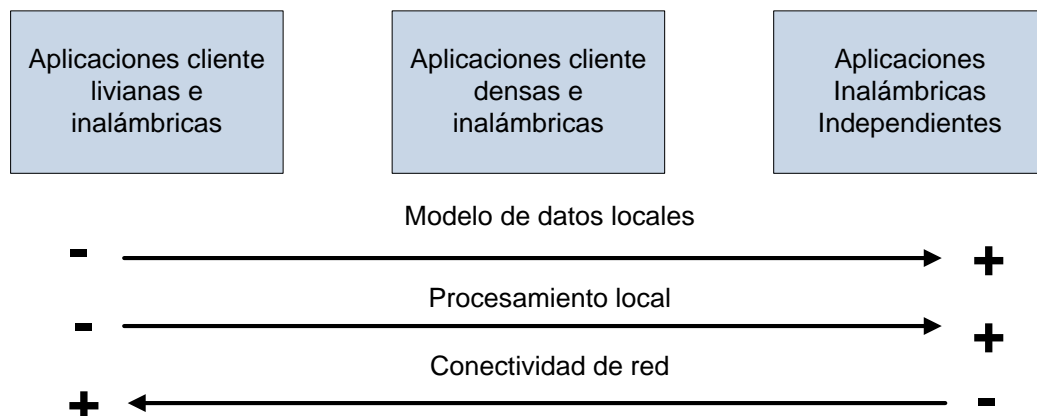 Aplicaciones cliente
livianas e
inalámbricas
Aplicaciones cliente
densas e
inalámbricas
Aplicaciones
Inalámbricas
Independientes
Modelo de datos locales
- +
Procesamiento local
- +
Conectividad de red
+ -